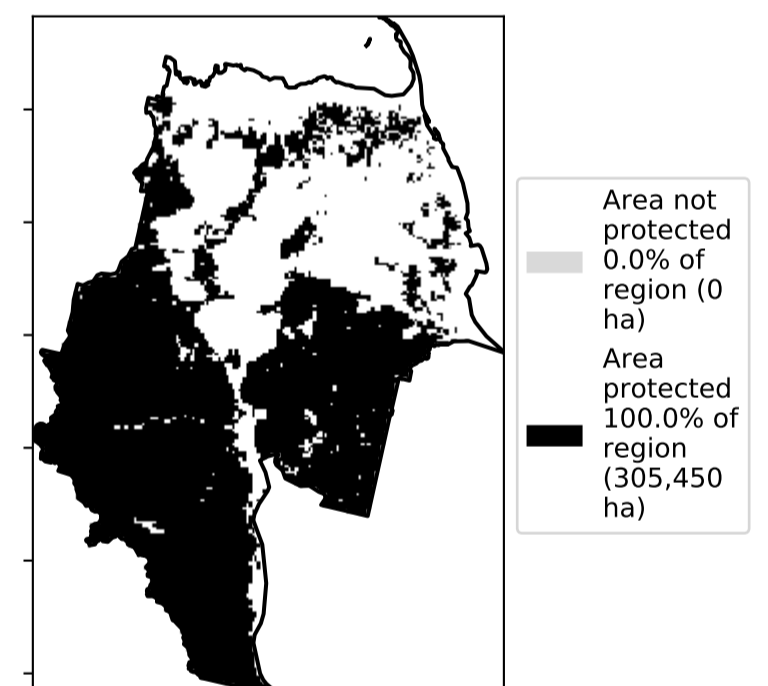 Area not
protected
0.0% of
region (0
ha)
Area
protected
100.0% of
region
(305,450
ha)